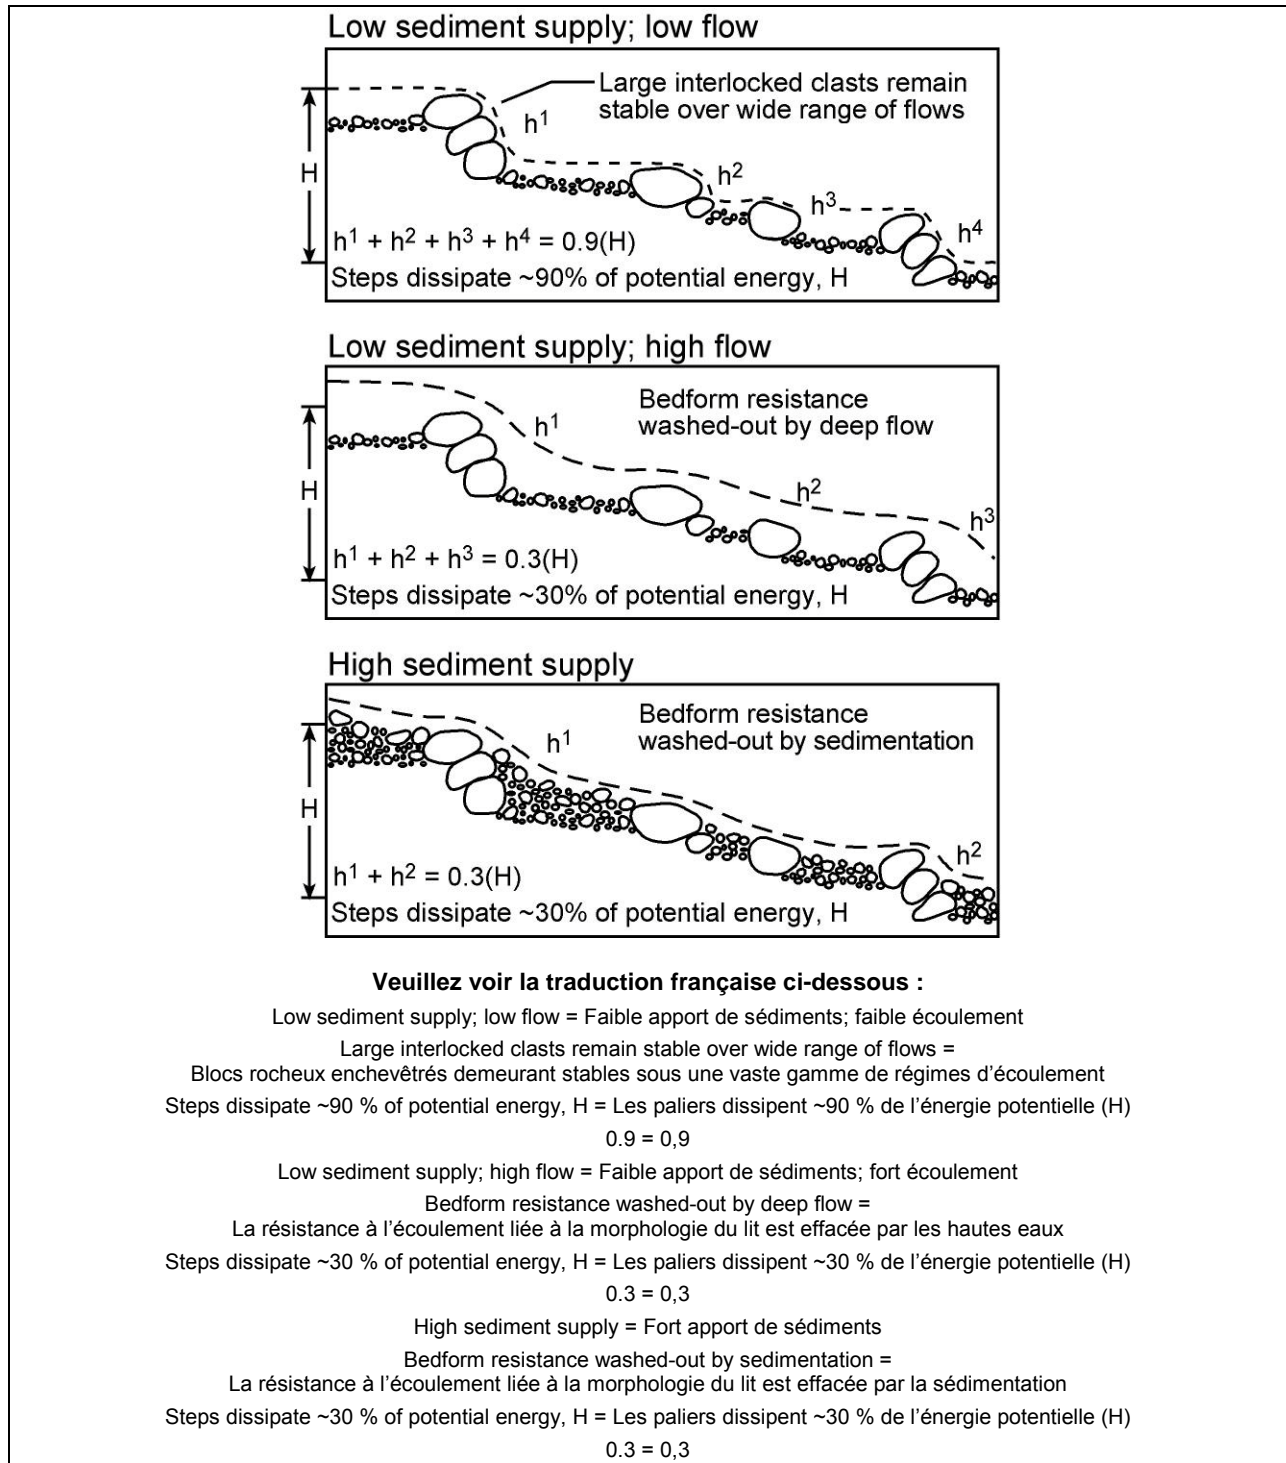 Low sediment supply; low flow
Large interlocked clasts remain
stable over wide range of flows
h¹
h²
H
h³
h⁴
h¹ + h² + h³ + h⁴ = 0.9(H)
Steps dissipate ~90% of potential energy, H
Low sediment supply; high flow
Bedform resistance
washed-out by deep flow
h¹
H
h²
h³
h¹ + h² + h³ = 0.3(H)
Steps dissipate ~30% of potential energy, H
High sediment supply
Bedform resistance
washed-out by sedimentation
h¹
H
h²
h¹ + h² = 0.3(H)
Steps dissipate ~30% of potential energy, H
Veuillez voir la traduction française ci-dessous :
Low sediment supply; low flow = Faible apport de sédiments; faible écoulement
Large interlocked clasts remain stable over wide range of flows =
Blocs rocheux enchevêtrés demeurant stables sous une vaste gamme de régimes d’écoulement
Steps dissipate ~90 % of potential energy, H = Les paliers dissipent ~90 % de l’énergie potentielle (H)
0.9 = 0,9
Low sediment supply; high flow = Faible apport de sédiments; fort écoulement
Bedform resistance washed-out by deep flow =
La résistance à l’écoulement liée à la morphologie du lit est effacée par les hautes eaux
Steps dissipate ~30 % of potential energy, H = Les paliers dissipent ~30 % de l’énergie potentielle (H)
0.3 = 0,3
High sediment supply = Fort apport de sédiments
Bedform resistance washed-out by sedimentation =
La résistance à l’écoulement liée à la morphologie du lit est effacée par la sédimentation
Steps dissipate ~30 % of potential energy, H = Les paliers dissipent ~30 % de l’énergie potentielle (H)
0.3 = 0,3